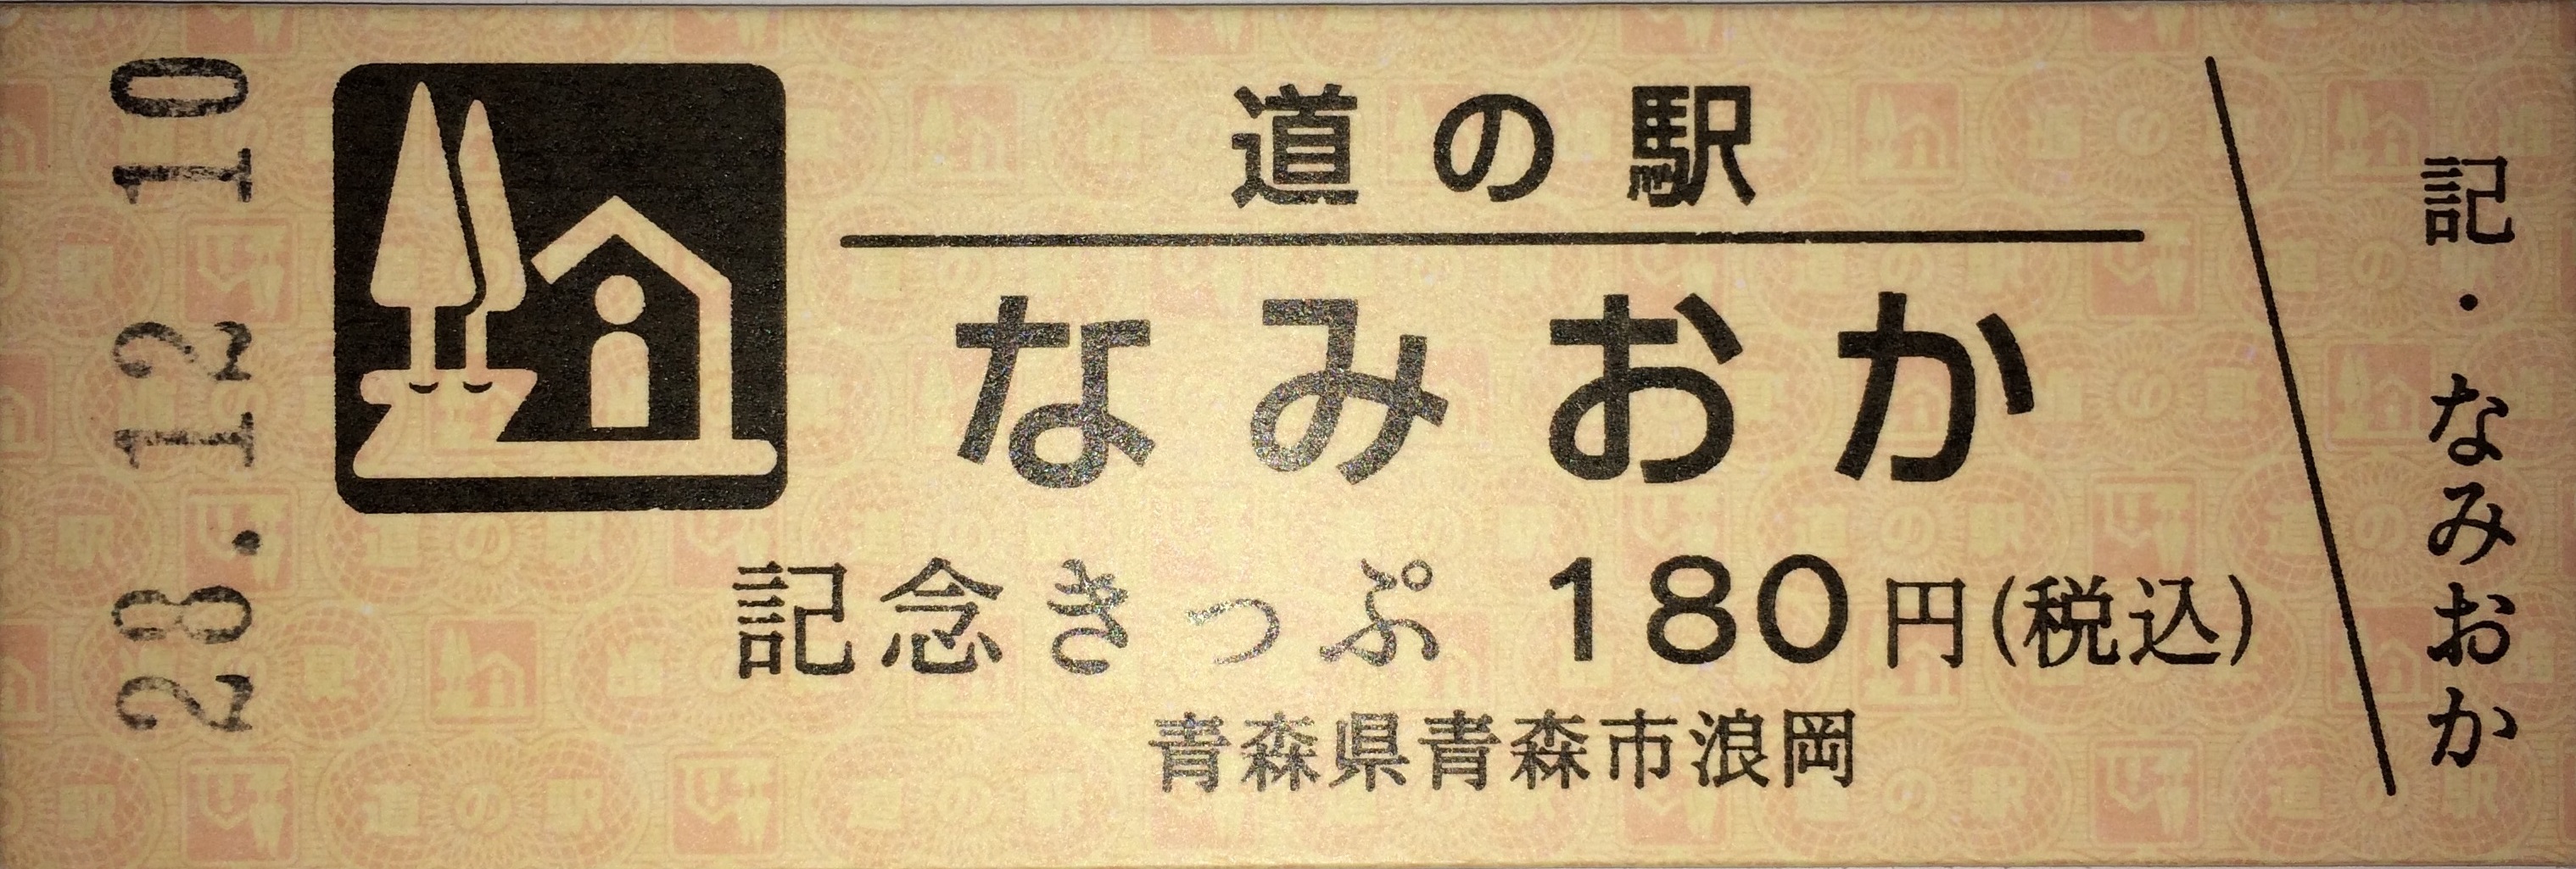 28.12 10
道の駅
なみおか
記念きっぷ 180円(税込)
青森県青森市浪岡
記・なみおか